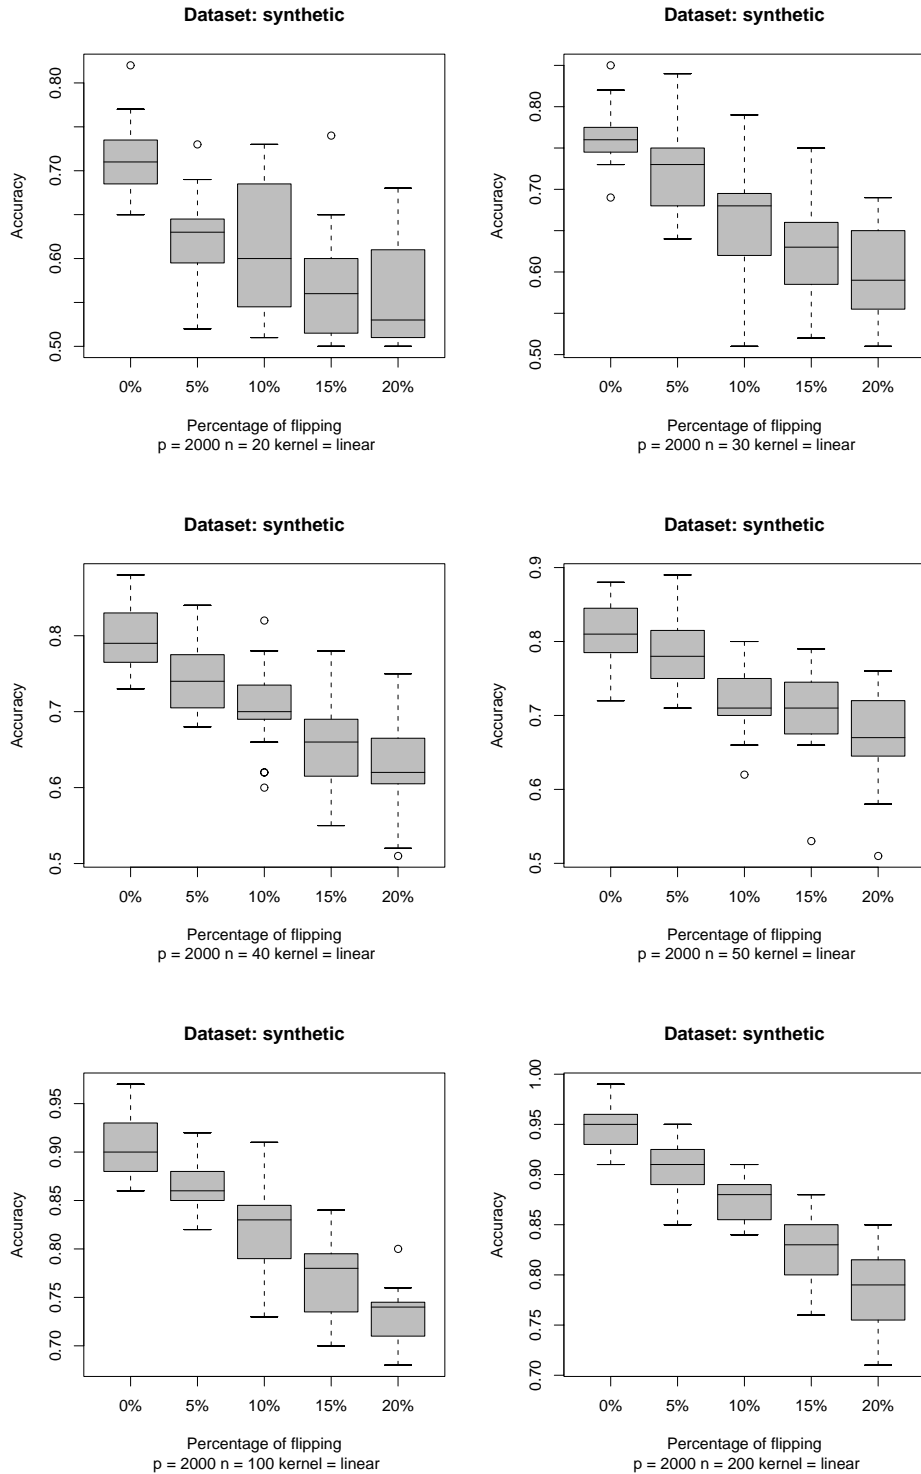 Dataset: synthetic
Accuracy
0.80
0.70
0.60
0.50
0% 5% 10% 15% 20%
Percentage of flipping
p = 2000 n = 20 kernel = linear
Dataset: synthetic
Accuracy
0.80
0.70
0.60
0.50
0% 5% 10% 15% 20%
Percentage of flipping
p = 2000 n = 30 kernel = linear
Dataset: synthetic
Accuracy
0.8
0.7
0.6
0.5
0% 5% 10% 15% 20%
Percentage of flipping
p = 2000 n = 40 kernel = linear
Dataset: synthetic
Accuracy
0.9
0.8
0.7
0.6
0.5
0% 5% 10% 15% 20%
Percentage of flipping
p = 2000 n = 50 kernel = linear
Dataset: synthetic
Accuracy
0.95
0.90
0.85
0.80
0.75
0.70
0% 5% 10% 15% 20%
Percentage of flipping
p = 2000 n = 100 kernel = linear
Dataset: synthetic
Accuracy
1.00
0.95
0.90
0.85
0.80
0.75
0.70
0% 5% 10% 15% 20%
Percentage of flipping
p = 2000 n = 200 kernel = linear